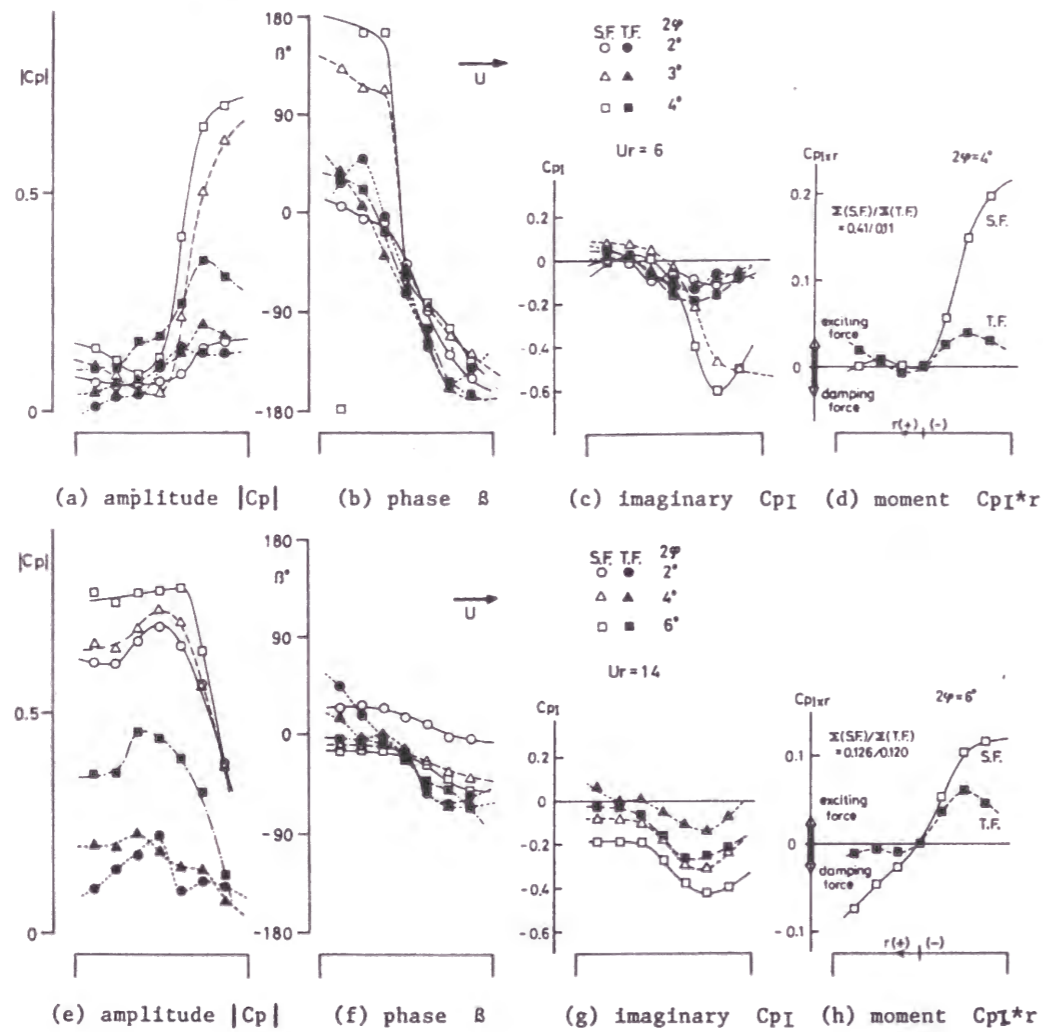 |Cp|
0.5
0
(a) amplitude |Cp|
180
β°
90
0
-90
-180
U
(b) phase β
S.F. T.F. 2φ
2°
3°
4°
Ur = 6
CpI
0.2
0
-0.2
-0.4
-0.6
(c) imaginary CpI
CpI*r
2φ=4°
0.2
Σ(S.F.)/Σ(T.F.)
=0.41/0.11
S.F.
0.1
exciting
force
T.F.
0
damping
force
r(+) (-)
(d) moment CpI*r
|Cp|
0.5
0
(e) amplitude |Cp|
180
β°
90
0
-90
-180
U
(f) phase β
S.F. T.F. 2φ
2°
4°
6°
Ur = 14
CpI
0.2
0
-0.2
-0.4
-0.6
(g) imaginary CpI
CpI*r
2φ=6°
Σ(S.F.)/Σ(T.F.)
=0.126/0.120
S.F.
0.1
exciting
force
T.F.
0
damping
force
-0.1
r(+) (-)
(h) moment CpI*r